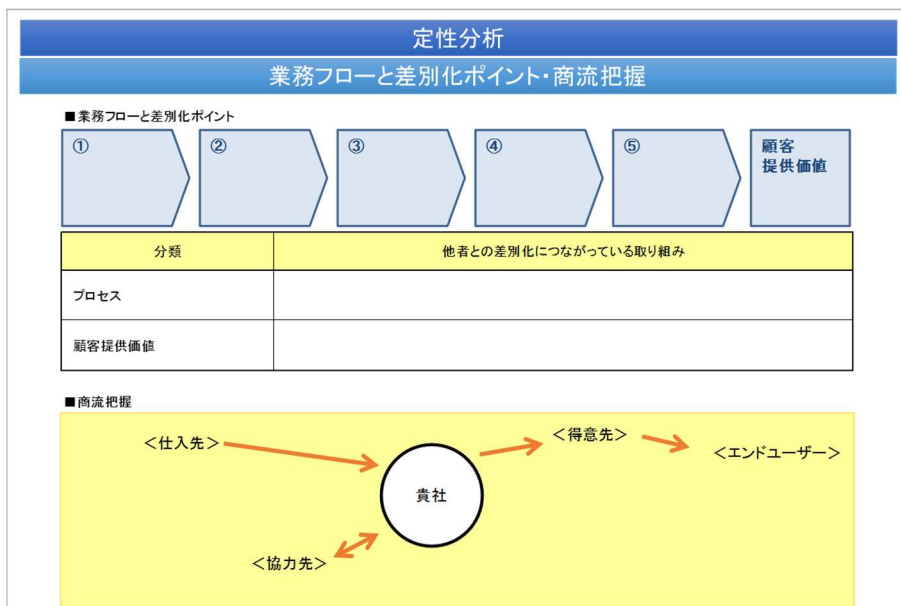 定性分析
業務フローと差別化ポイント・商流把握
■業務フローと差別化ポイント
①
②
③
④
⑤
顧客
提供価値
分類
他者との差別化につながっている取り組み
プロセス
顧客提供価値
■商流把握
＜仕入先＞
＜得意先＞
＜エンドユーザー＞
貴社
＜協力先＞